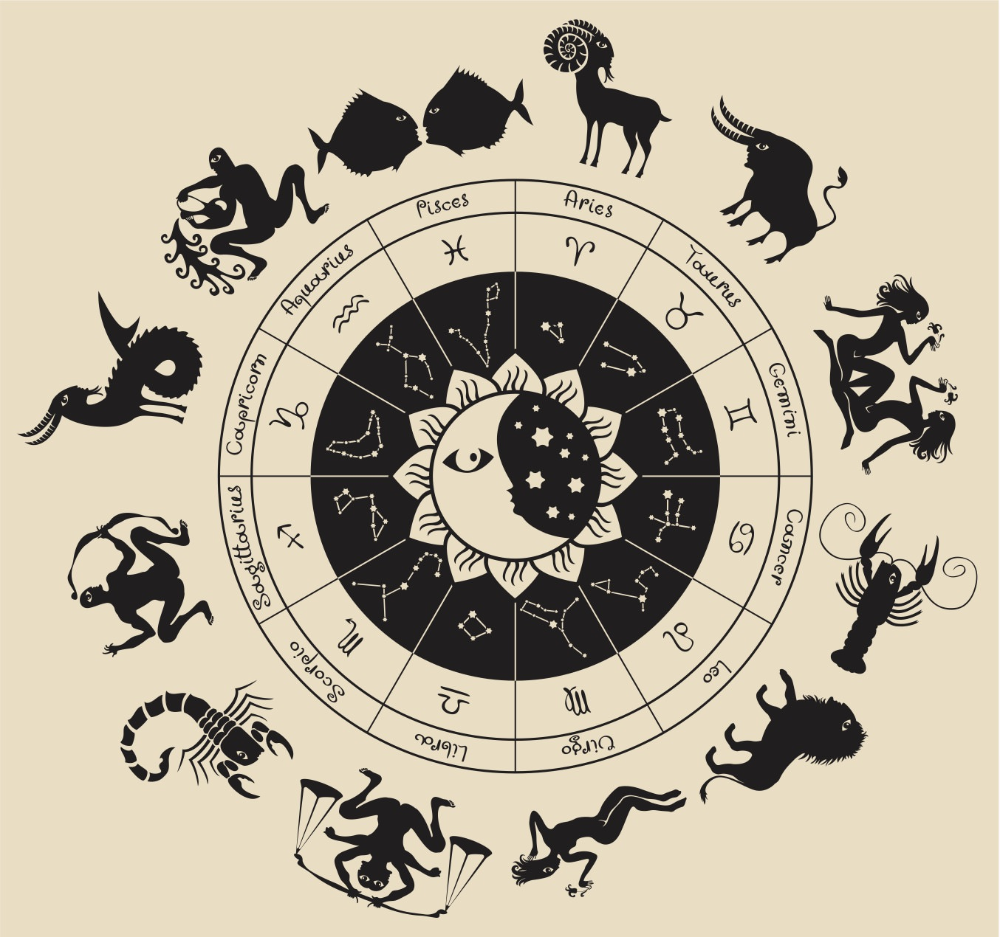 Aries
Taurus
Gemini
Cancer
Leo
Virgo
Libra
Scorpio
Sagittarius
Capricorn
Aquarius
Pisces